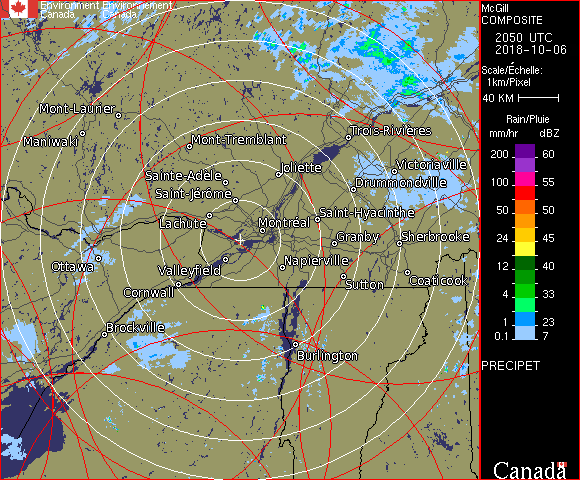 Environment Environnement
Canada Canada
McGill
COMPOSITE
2050 UTC
2018-10-06
Scale/Échelle:
1km/Pixel
40 KM
Rain/Pluie
mm/hr dBZ
200 60
150 57
100 55
50 50
24 45
12 40
4 33
1 23
0.1 7
PRECIPET
Canada
Mont-Laurier
Maniwaki
Mont-Tremblant
Trois-Rivières
Sainte-Adèle
Joliette
Victoriaville
Saint-Jérôme
Drummondville
Lachute
Montréal
Saint-Hyacinthe
Granby
Sherbrooke
Ottawa
Valleyfield
Napierville
Cornwall
Sutton
Coaticook
Brockville
Burlington